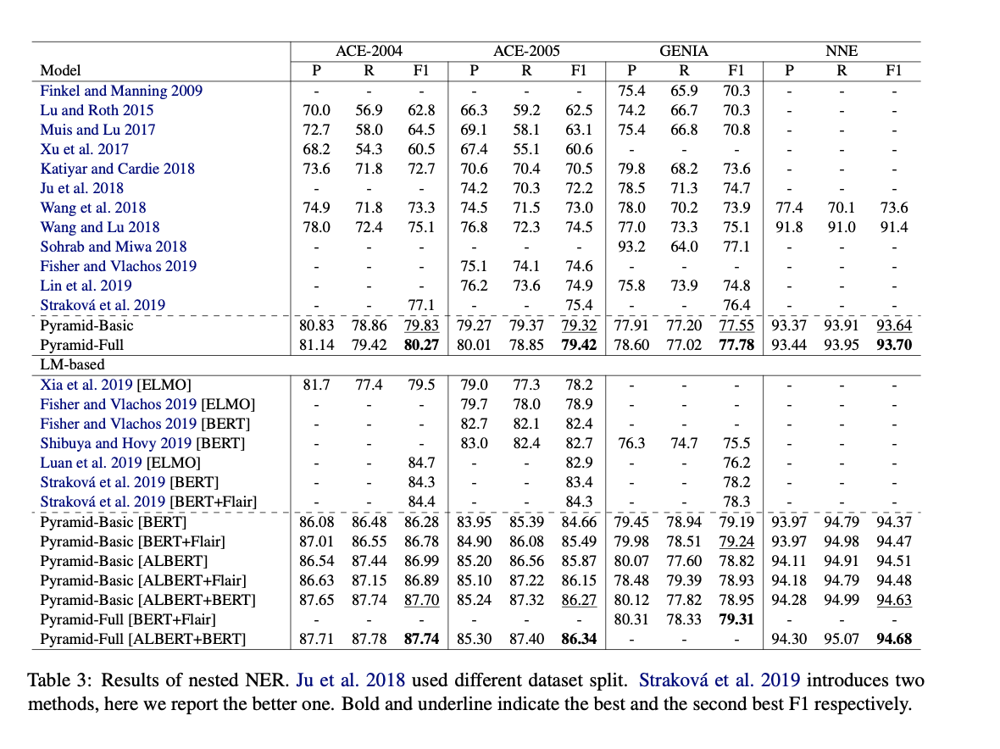 ACE-2004 ACE-2005 GENIA NNE
Model P R F1 P R F1 P R F1 P R F1
Finkel and Manning 2009 - - - - - - 75.4 65.9 70.3 - - -
Lu and Roth 2015 70.0 56.9 62.8 66.3 59.2 62.5 74.2 66.7 70.3 - - -
Muis and Lu 2017 72.7 58.0 64.5 69.1 58.1 63.1 75.4 66.8 70.8 - - -
Xu et al. 2017 68.2 54.3 60.5 67.4 55.1 60.6 - - - - - -
Katiyar and Cardie 2018 73.6 71.8 72.7 70.6 70.4 70.5 79.8 68.2 73.6 - - -
Ju et al. 2018 - - - 74.2 70.3 72.2 78.5 71.3 74.7 - - -
Wang et al. 2018 74.9 71.8 73.3 74.5 71.5 73.0 78.0 70.2 73.9 77.4 70.1 73.6
Wang and Lu 2018 78.0 72.4 75.1 76.8 72.3 74.5 77.0 73.3 75.1 91.8 91.0 91.4
Sohrab and Miwa 2018 - - - - - - 93.2 64.0 77.1 - - -
Fisher and Vlachos 2019 - - - 75.1 74.1 74.6 - - - - - -
Lin et al. 2019 - - - 76.2 73.6 74.9 75.8 73.9 74.8 - - -
Straková et al. 2019 - - 77.1 - - 75.4 - - 76.4 - - -
Pyramid-Basic 80.83 78.86 79.83 79.27 79.37 79.32 77.91 77.20 77.55 93.37 93.91 93.64
Pyramid-Full 81.14 79.42 80.27 80.01 78.85 79.42 78.60 77.02 77.78 93.44 93.95 93.70
LM-based
Xia et al. 2019 [ELMO] 81.7 77.4 79.5 79.0 77.3 78.2 - - - - - -
Fisher and Vlachos 2019 [ELMO] - - - 79.7 78.0 78.9 - - - - - -
Fisher and Vlachos 2019 [BERT] - - - 82.7 82.1 82.4 - - - - - -
Shibuya and Hovy 2019 [BERT] - - - 83.0 82.4 82.7 76.3 74.7 75.5 - - -
Luan et al. 2019 [ELMO] - - 84.7 - - 82.9 - - 76.2 - - -
Straková et al. 2019 [BERT] - - 84.3 - - 83.4 - - 78.2 - - -
Straková et al. 2019 [BERT+Flair] - - 84.4 - - 84.3 - - 78.3 - - -
Pyramid-Basic [BERT] 86.08 86.48 86.28 83.95 85.39 84.66 79.45 78.94 79.19 93.97 94.79 94.37
Pyramid-Basic [BERT+Flair] 87.01 86.55 86.78 84.90 86.08 85.49 79.98 78.51 79.24 93.97 94.98 94.47
Pyramid-Basic [ALBERT] 86.54 87.44 86.99 85.20 86.56 85.87 80.07 77.60 78.82 94.11 94.91 94.51
Pyramid-Basic [ALBERT+Flair] 86.63 87.15 86.89 85.10 87.22 86.15 78.48 79.39 78.93 94.18 94.79 94.48
Pyramid-Basic [ALBERT+BERT] 87.65 87.74 87.70 85.24 87.32 86.27 80.12 77.82 78.95 94.28 94.99 94.63
Pyramid-Full [BERT+Flair] - - - - - - 80.31 78.33 79.31 - - -
Pyramid-Full [ALBERT+BERT] 87.71 87.78 87.74 85.30 87.40 86.34 - - - 94.30 95.07 94.68
Table 3: Results of nested NER. Ju et al. 2018 used different dataset split. Straková et al. 2019 introduces two
methods, here we report the better one. Bold and underline indicate the best and the second best F1 respectively.